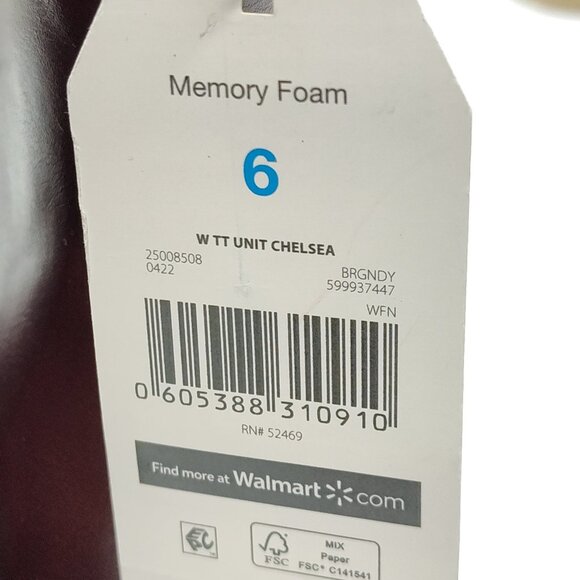 Memory Foam
6
W TT UNIT CHELSEA
25008508
0422
BRGNDY
599937447
WFN
0 605388 310910
RN# 52469
Find more at Walmart.com
FSC
MIX
Paper
FSC® C141541